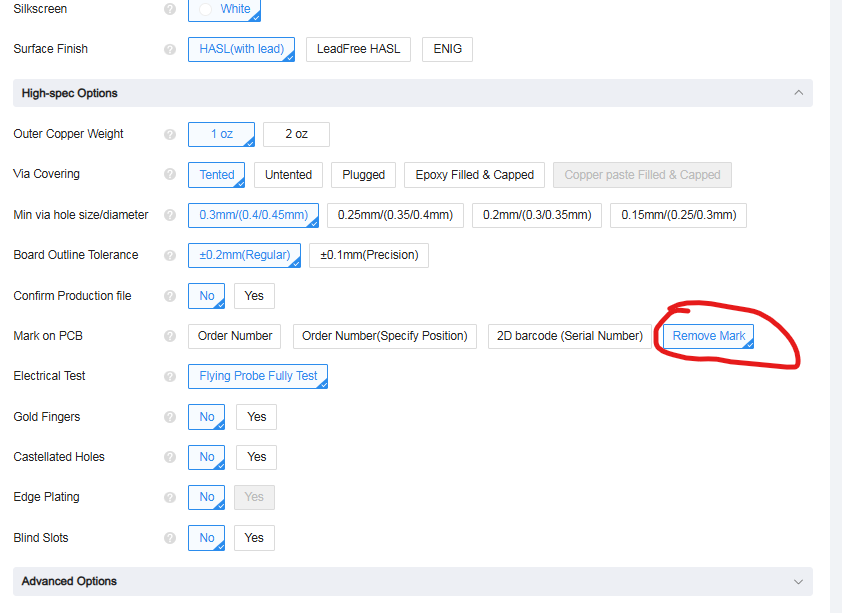 Silkscreen White
Surface Finish HASL(with lead) LeadFree HASL ENIG
High-spec Options
Outer Copper Weight 1 oz 2 oz
Via Covering Tented Untented Plugged Epoxy Filled & Capped Copper paste Filled & Capped
Min via hole size/diameter 0.3mm/(0.4/0.45mm) 0.25mm/(0.35/0.4mm) 0.2mm/(0.3/0.35mm) 0.15mm/(0.25/0.3mm)
Board Outline Tolerance ±0.2mm(Regular) ±0.1mm(Precision)
Confirm Production file No Yes
Mark on PCB Order Number Order Number(Specify Position) 2D barcode (Serial Number) Remove Mark
Electrical Test Flying Probe Fully Test
Gold Fingers No Yes
Castellated Holes No Yes
Edge Plating No Yes
Blind Slots No Yes
Advanced Options